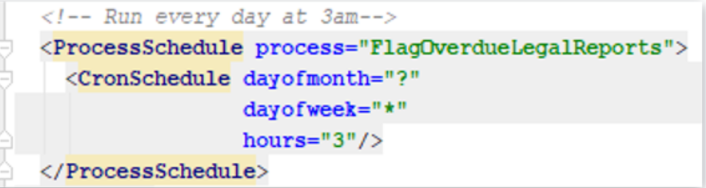 <!-- Run every day at 3am-->
<ProcessSchedule process="FlagOverdueLegalReports">
<CronSchedule dayofmonth="?"
dayofweek="*"
hours="3"/>
</ProcessSchedule>